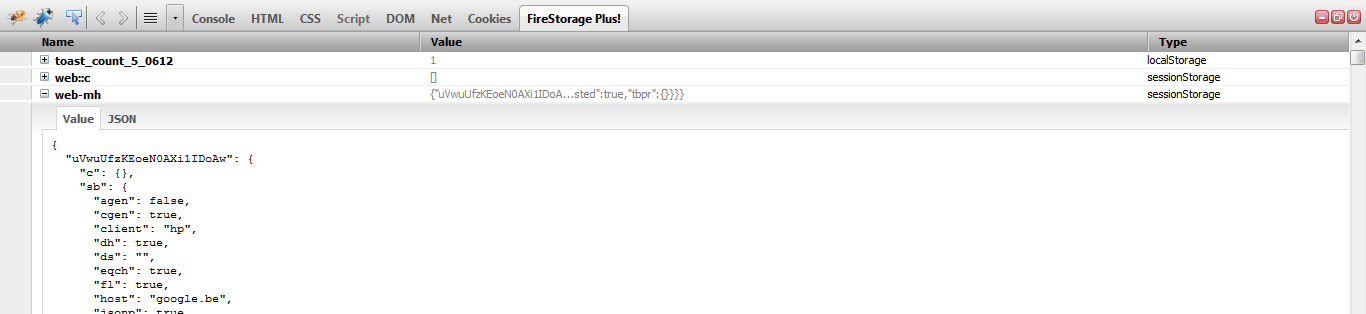 Console HTML CSS Script DOM Net Cookies FireStorage Plus!
Name Value Type
toast_count_5_0612 1 localStorage
web::c [] sessionStorage
web-mh {"uVwuUfzKEoeN0AXi1IDoA...sted":true,"tbpr":{}}}} sessionStorage
Value JSON
{
"uVwuUfzKEoeN0AXi1IDoAw": {
"c": {},
"sb": {
"agen": false,
"cgen": true,
"client": "hp",
"dh": true,
"ds": "",
"eqch": true,
"fl": true,
"host": "google.be",
"jsonp": true